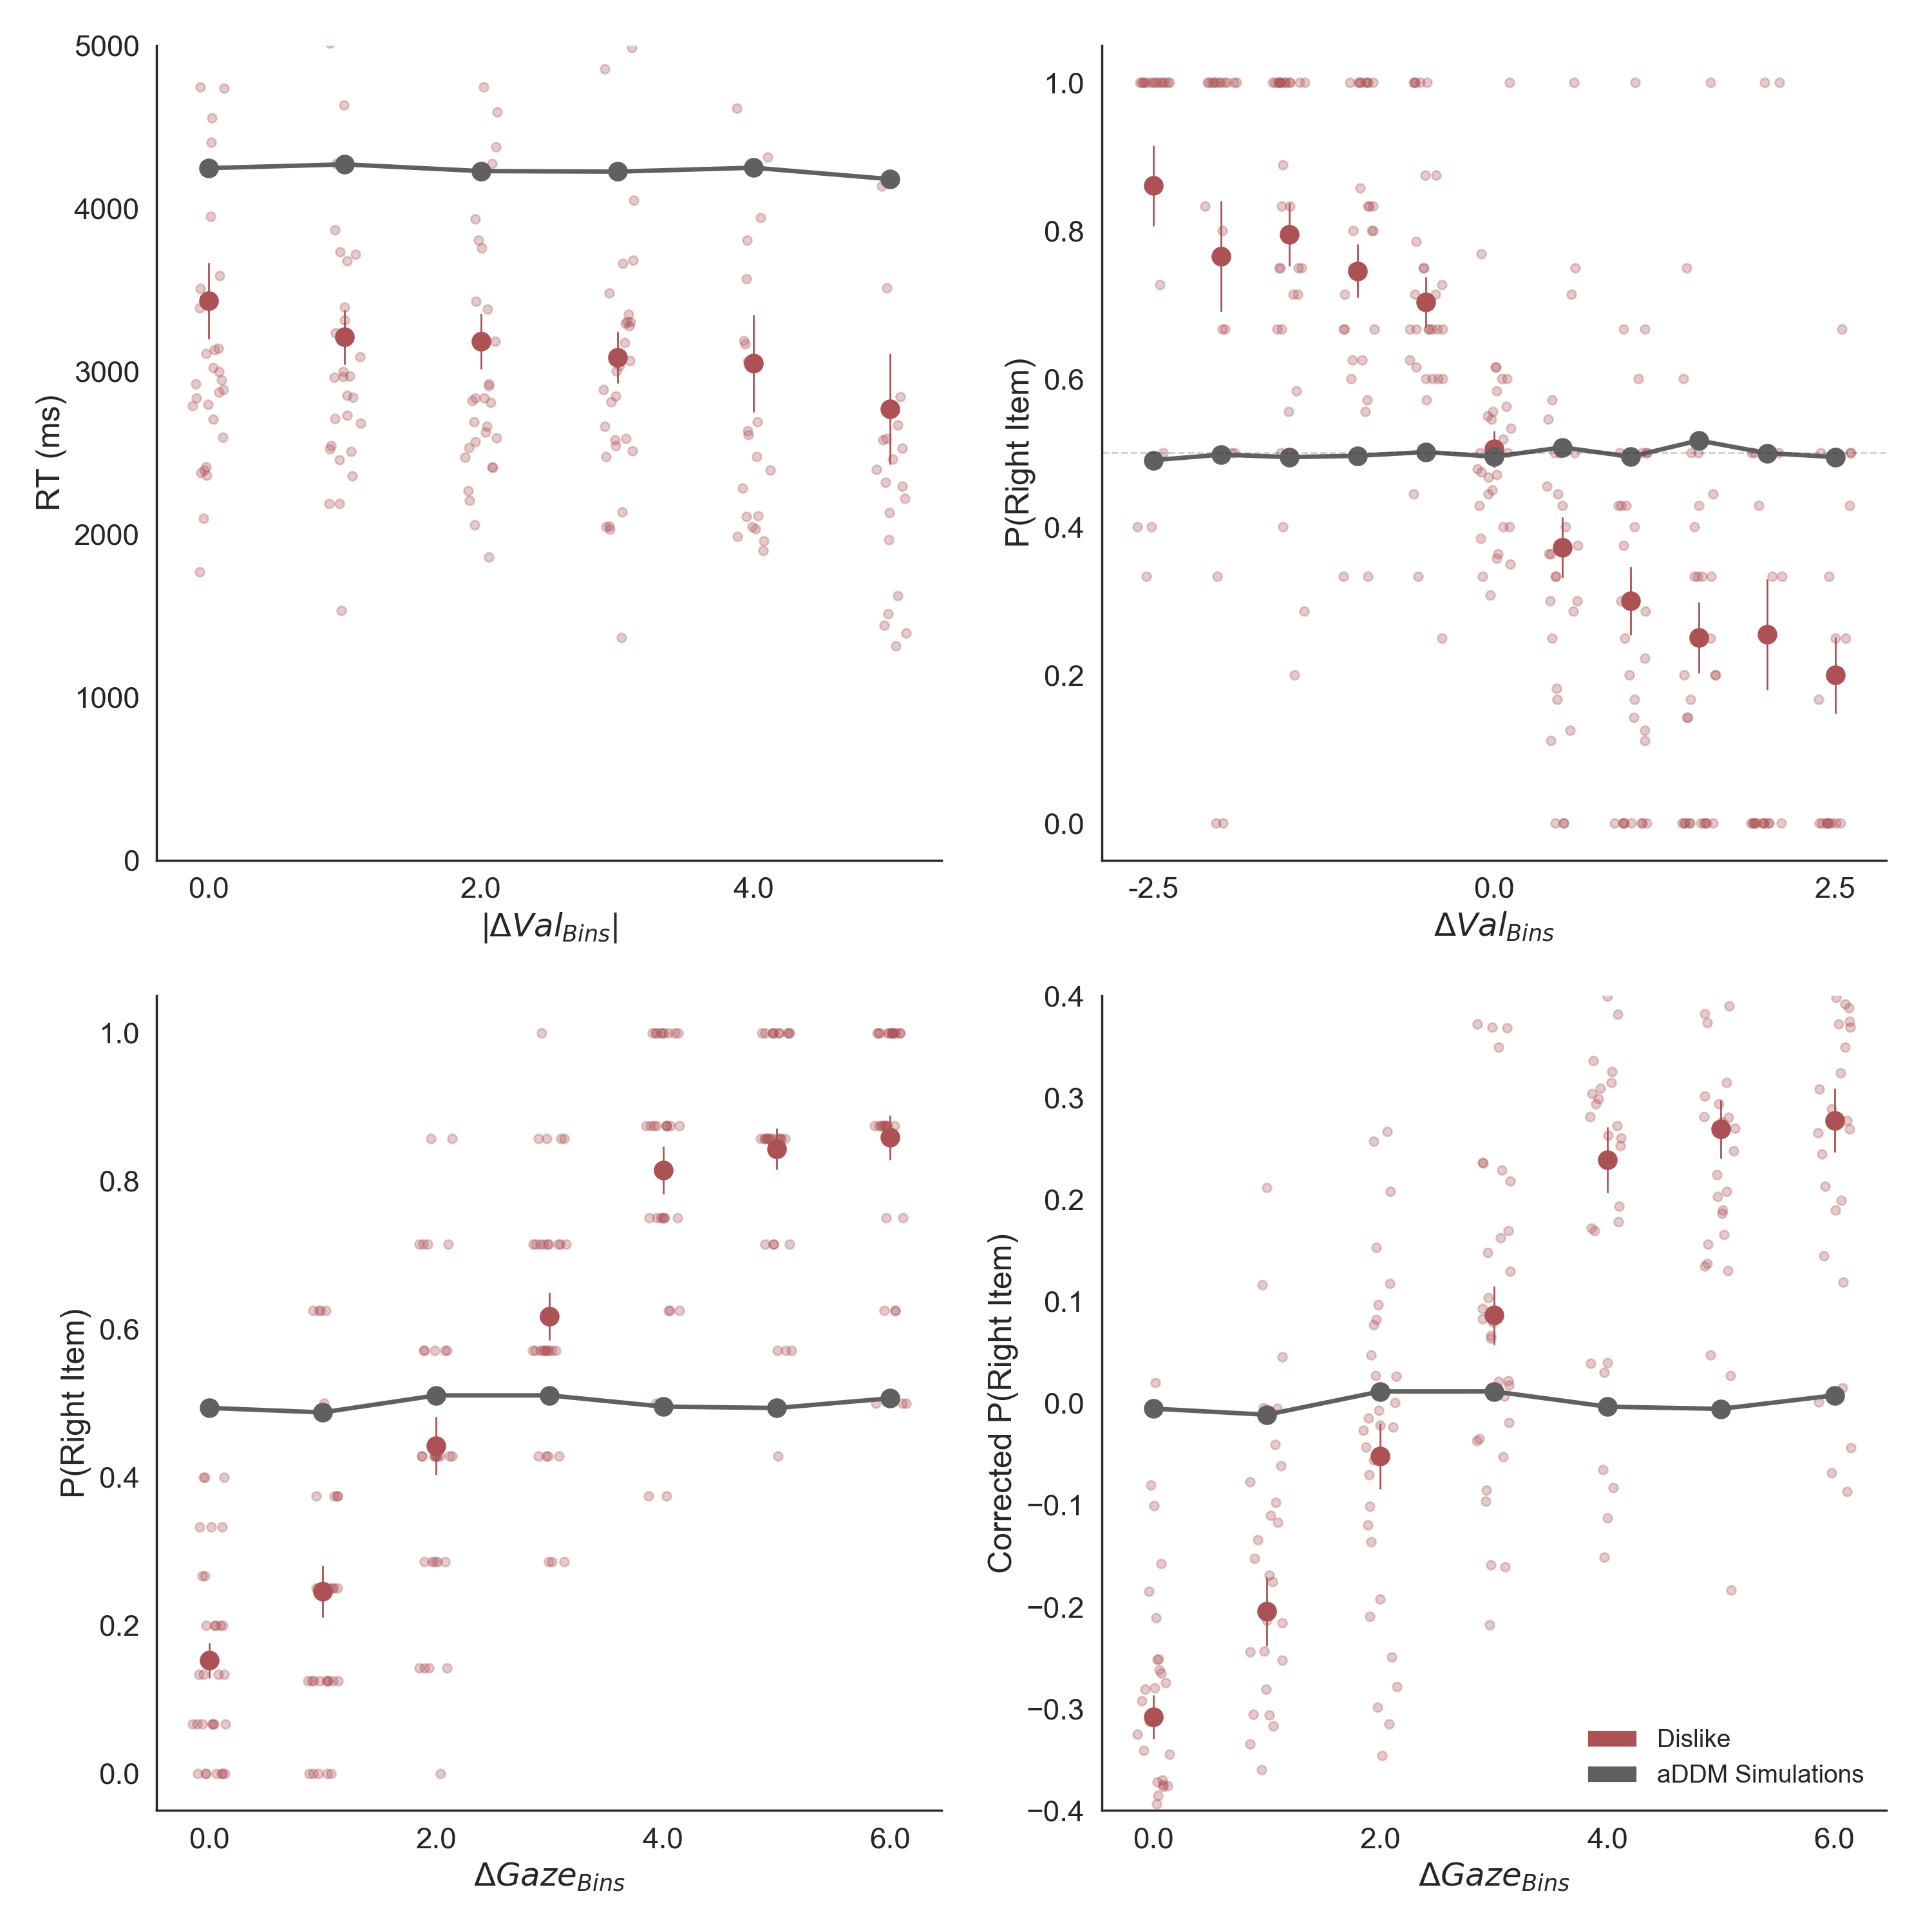 5000
4000
3000
2000
1000
0
RT (ms)
0.0 2.0 4.0
|ΔVal_Bins|
1.0
0.8
0.6
0.4
0.2
0.0
P(Right Item)
-2.5 0.0 2.5
ΔVal_Bins
1.0
0.8
0.6
0.4
0.2
0.0
P(Right Item)
0.0 2.0 4.0 6.0
ΔGaze_Bins
0.4
0.3
0.2
0.1
0.0
−0.1
−0.2
−0.3
−0.4
Corrected P(Right Item)
Dislike
aDDM Simulations
0.0 2.0 4.0 6.0
ΔGaze_Bins